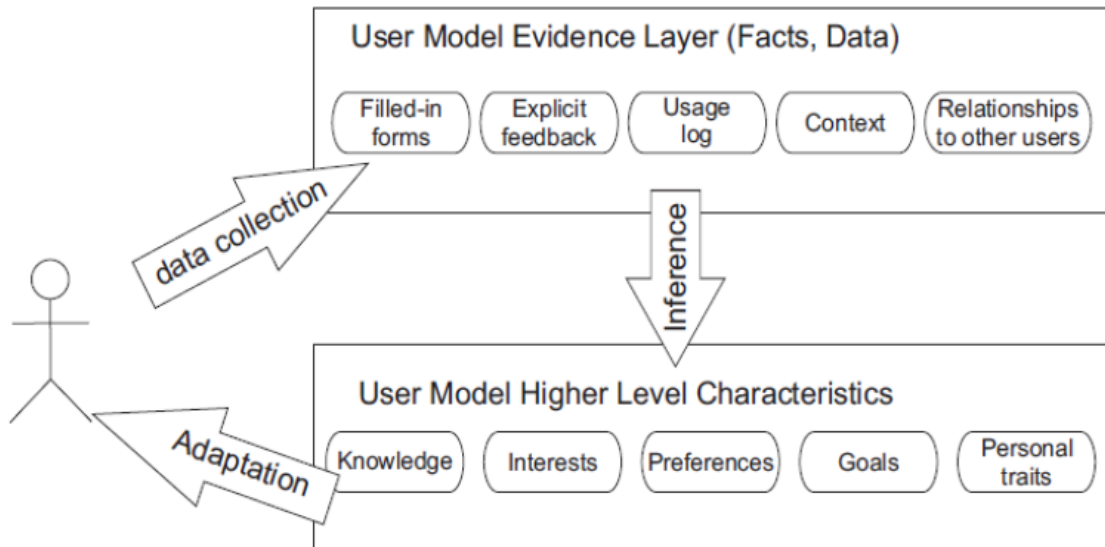 User Model Evidence Layer (Facts, Data)
Filled-in
forms
Explicit
feedback
Usage
log
Context
Relationships
to other users
data collection
Inference
User Model Higher Level Characteristics
Adaptation
Knowledge
Interests
Preferences
Goals
Personal
traits